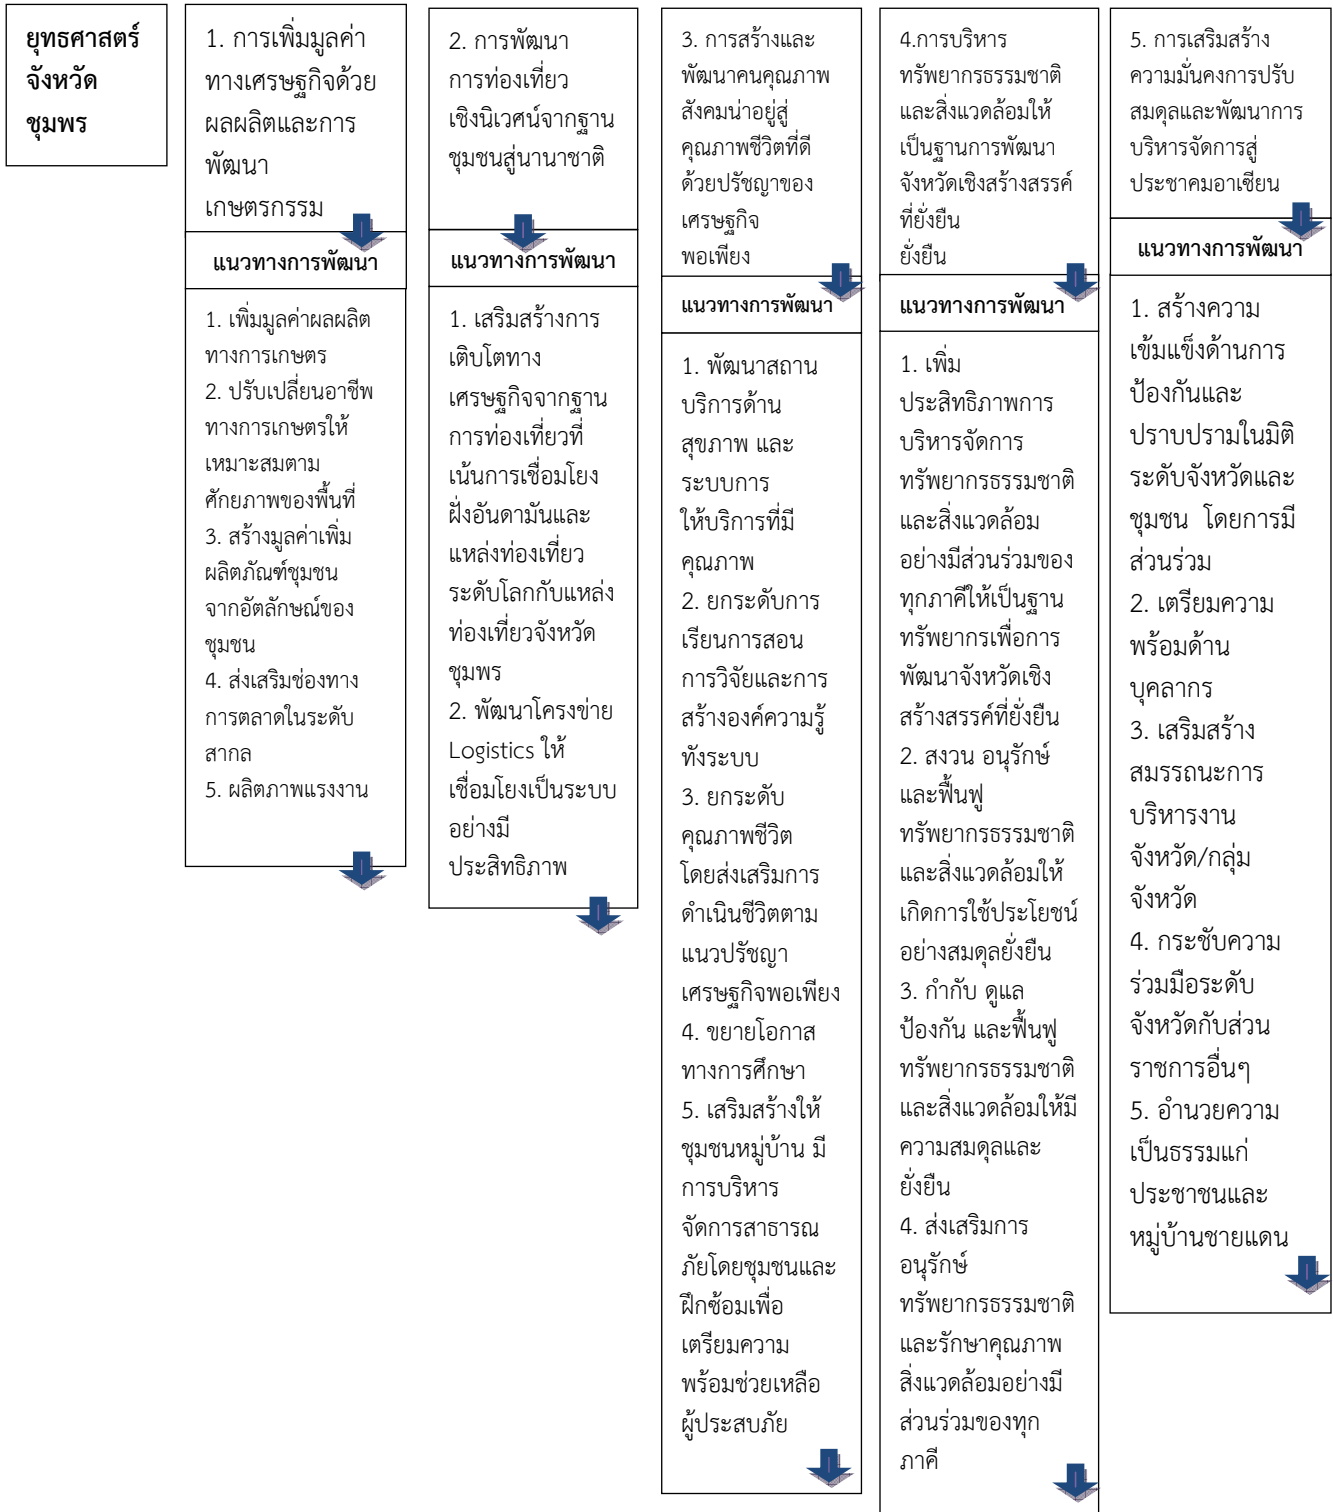 ยุทธศาสตร์
จังหวัด
ชุมพร
1. การเพิ่มมูลค่า
ทางเศรษฐกิจด้วย
ผลผลิตและการ
พัฒนา
เกษตรกรรม
แนวทางการพัฒนา
1. เพิ่มมูลค่าผลผลิต
ทางการเกษตร
2. ปรับเปลี่ยนอาชีพ
ทางการเกษตรให้
เหมาะสมตาม
ศักยภาพของพื้นที่
3. สร้างมูลค่าเพิ่ม
ผลิตภัณฑ์ชุมชน
จากอัตลักษณ์ของ
ชุมชน
4. ส่งเสริมช่องทาง
การตลาดในระดับ
สากล
5. ผลิตภาพแรงงาน
2. การพัฒนา
การท่องเที่ยว
เชิงนิเวศน์จากฐาน
ชุมชนสู่นานาชาติ
แนวทางการพัฒนา
1. เสริมสร้างการ
เติบโตทาง
เศรษฐกิจจากฐาน
การท่องเที่ยวที่
เน้นการเชื่อมโยง
ฝั่งอันดามันและ
แหล่งท่องเที่ยว
ระดับโลกกับแหล่ง
ท่องเที่ยวจังหวัด
ชุมพร
2. พัฒนาโครงข่าย
Logistics ให้
เชื่อมโยงเป็นระบบ
อย่างมี
ประสิทธิภาพ
3. การสร้างและ
พัฒนาคนคุณภาพ
สังคมน่าอยู่สู่
คุณภาพชีวิตที่ดี
ด้วยปรัชญาของ
เศรษฐกิจ
พอเพียง
แนวทางการพัฒนา
1. พัฒนาสถาน
บริการด้าน
สุขภาพ และ
ระบบการ
ให้บริการที่มี
คุณภาพ
2. ยกระดับการ
เรียนการสอน
การวิจัยและการ
สร้างองค์ความรู้
ทั้งระบบ
3. ยกระดับ
คุณภาพชีวิต
โดยส่งเสริมการ
ดำเนินชีวิตตาม
แนวปรัชญา
เศรษฐกิจพอเพียง
4. ขยายโอกาส
ทางการศึกษา
5. เสริมสร้างให้
ชุมชนหมู่บ้าน มี
การบริหาร
จัดการสาธารณ
ภัยโดยชุมชนและ
ฝึกซ้อมเพื่อ
เตรียมความ
พร้อมช่วยเหลือ
ผู้ประสบภัย
4.การบริหาร
ทรัพยากรธรรมชาติ
และสิ่งแวดล้อมให้
เป็นฐานการพัฒนา
จังหวัดเชิงสร้างสรรค์
ที่ยั่งยืน
ยั่งยืน
แนวทางการพัฒนา
1. เพิ่ม
ประสิทธิภาพการ
บริหารจัดการ
ทรัพยากรธรรมชาติ
และสิ่งแวดล้อม
อย่างมีส่วนร่วมของ
ทุกภาคีให้เป็นฐาน
ทรัพยากรเพื่อการ
พัฒนาจังหวัดเชิง
สร้างสรรค์ที่ยั่งยืน
2. สงวน อนุรักษ์
และฟื้นฟู
ทรัพยากรธรรมชาติ
และสิ่งแวดล้อมให้
เกิดการใช้ประโยชน์
อย่างสมดุลยั่งยืน
3. กำกับ ดูแล
ป้องกัน และฟื้นฟู
ทรัพยากรธรรมชาติ
และสิ่งแวดล้อมให้มี
ความสมดุลและ
ยั่งยืน
4. ส่งเสริมการ
อนุรักษ์
ทรัพยากรธรรมชาติ
และรักษาคุณภาพ
สิ่งแวดล้อมอย่างมี
ส่วนร่วมของทุก
ภาคี
5. การเสริมสร้าง
ความมั่นคงการปรับ
สมดุลและพัฒนาการ
บริหารจัดการสู่
ประชาคมอาเซียน
แนวทางการพัฒนา
1. สร้างความ
เข้มแข็งด้านการ
ป้องกันและ
ปราบปรามในมิติ
ระดับจังหวัดและ
ชุมชน โดยการมี
ส่วนร่วม
2. เตรียมความ
พร้อมด้าน
บุคลากร
3. เสริมสร้าง
สมรรถนะการ
บริหารงาน
จังหวัด/กลุ่ม
จังหวัด
4. กระชับความ
ร่วมมือระดับ
จังหวัดกับส่วน
ราชการอื่นๆ
5. อำนวยความ
เป็นธรรมแก่
ประชาชนและ
หมู่บ้านชายแดน